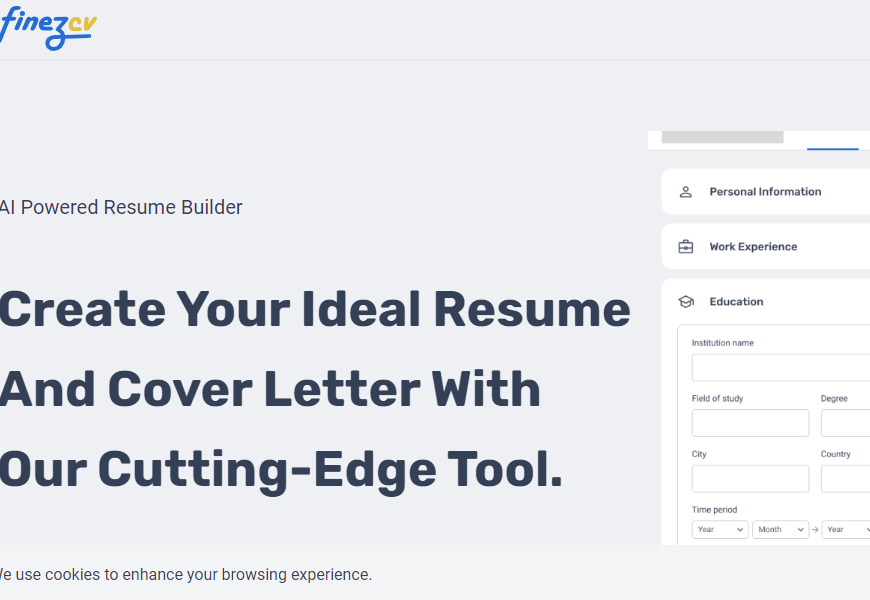 finezcv
AI Powered Resume Builder
Create Your Ideal Resume
And Cover Letter With
Our Cutting-Edge Tool.
Personal Information
Work Experience
Education
Institution name
Field of study Degree
City Country
Time period
Year Month → Year
We use cookies to enhance your browsing experience.